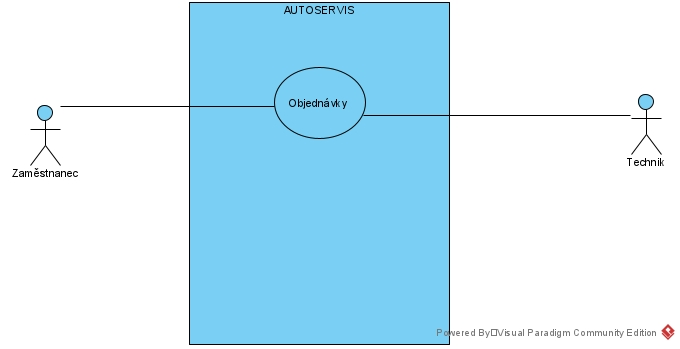 AUTOSERVIS
Objednávky
Zaměstnanec
Technik
Powered By Visual Paradigm Community Edition